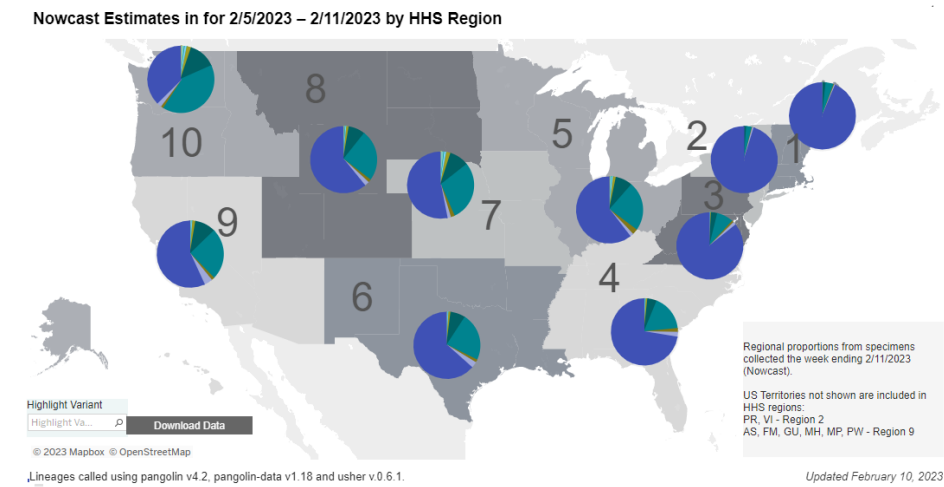 Nowcast Estimates in for 2/5/2023 – 2/11/2023 by HHS Region
8
10
5
2
1
3
9
7
4
6
Regional proportions from specimens
collected the week ending 2/11/2023
(Nowcast).
US Territories not shown are included in
HHS regions:
PR, VI - Region 2
AS, FM, GU, MH, MP, PW - Region 9
Highlight Variant
Highlight Va...
Download Data
© 2023 Mapbox © OpenStreetMap
Lineages called using pangolin v4.2, pangolin-data v1.18 and usher v.0.6.1.
Updated February 10, 2023